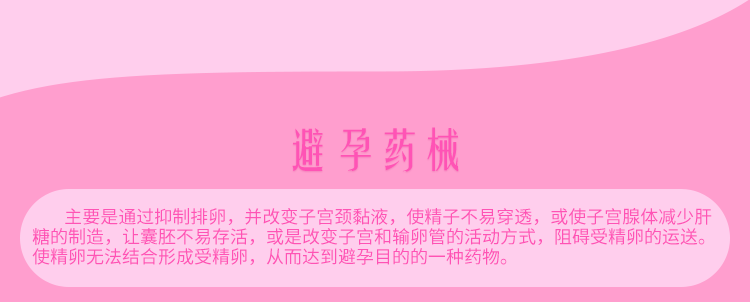 避孕药械
主要是通过抑制排卵，并改变子宫颈黏液，使精子不易穿透，或使子宫腺体减少肝
糖的制造，让囊胚不易存活，或是改变子宫和输卵管的活动方式，阻碍受精卵的运送。
使精卵无法结合形成受精卵，从而达到避孕目的的一种药物。